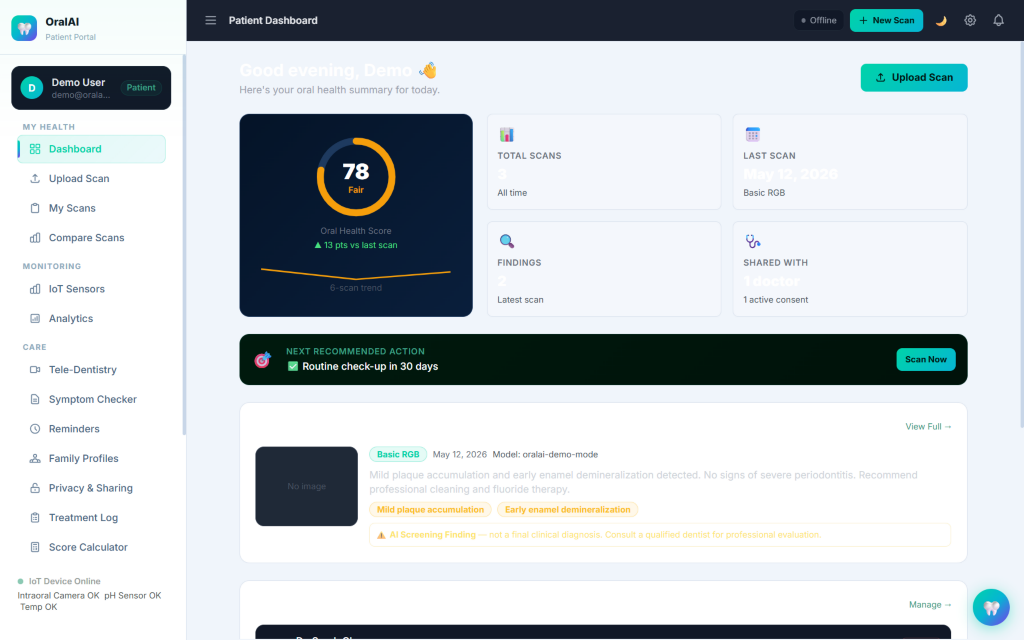 OralAI
Patient Portal
D
Demo User
demo@oraia...
Patient
MY HEALTH
Dashboard
Upload Scan
My Scans
Compare Scans
MONITORING
IoT Sensors
Analytics
CARE
Tele-Dentistry
Symptom Checker
Reminders
Family Profiles
Privacy & Sharing
Treatment Log
Score Calculator
IoT Device Online
Intraoral Camera OK pH Sensor OK
Temp OK
Patient Dashboard
Offline
+ New Scan
Good evening, Demo 👋
Here's your oral health summary for today.
Upload Scan
78
Fair
Oral Health Score
▲ 13 pts vs last scan
6-scan trend
TOTAL SCANS
3
All time
LAST SCAN
May 12, 2026
Basic RGB
FINDINGS
2
Latest scan
SHARED WITH
1 doctor
1 active consent
NEXT RECOMMENDED ACTION
✅ Routine check-up in 30 days
Scan Now
View Full →
No image
Basic RGB May 12, 2026 Model: oralai-demo-mode
Mild plaque accumulation and early enamel demineralization detected. No signs of severe periodontitis. Recommend
professional cleaning and fluoride therapy.
Mild plaque accumulation
Early enamel demineralization
⚠ AI Screening Finding — not a final clinical diagnosis. Consult a qualified dentist for professional evaluation.
Manage →